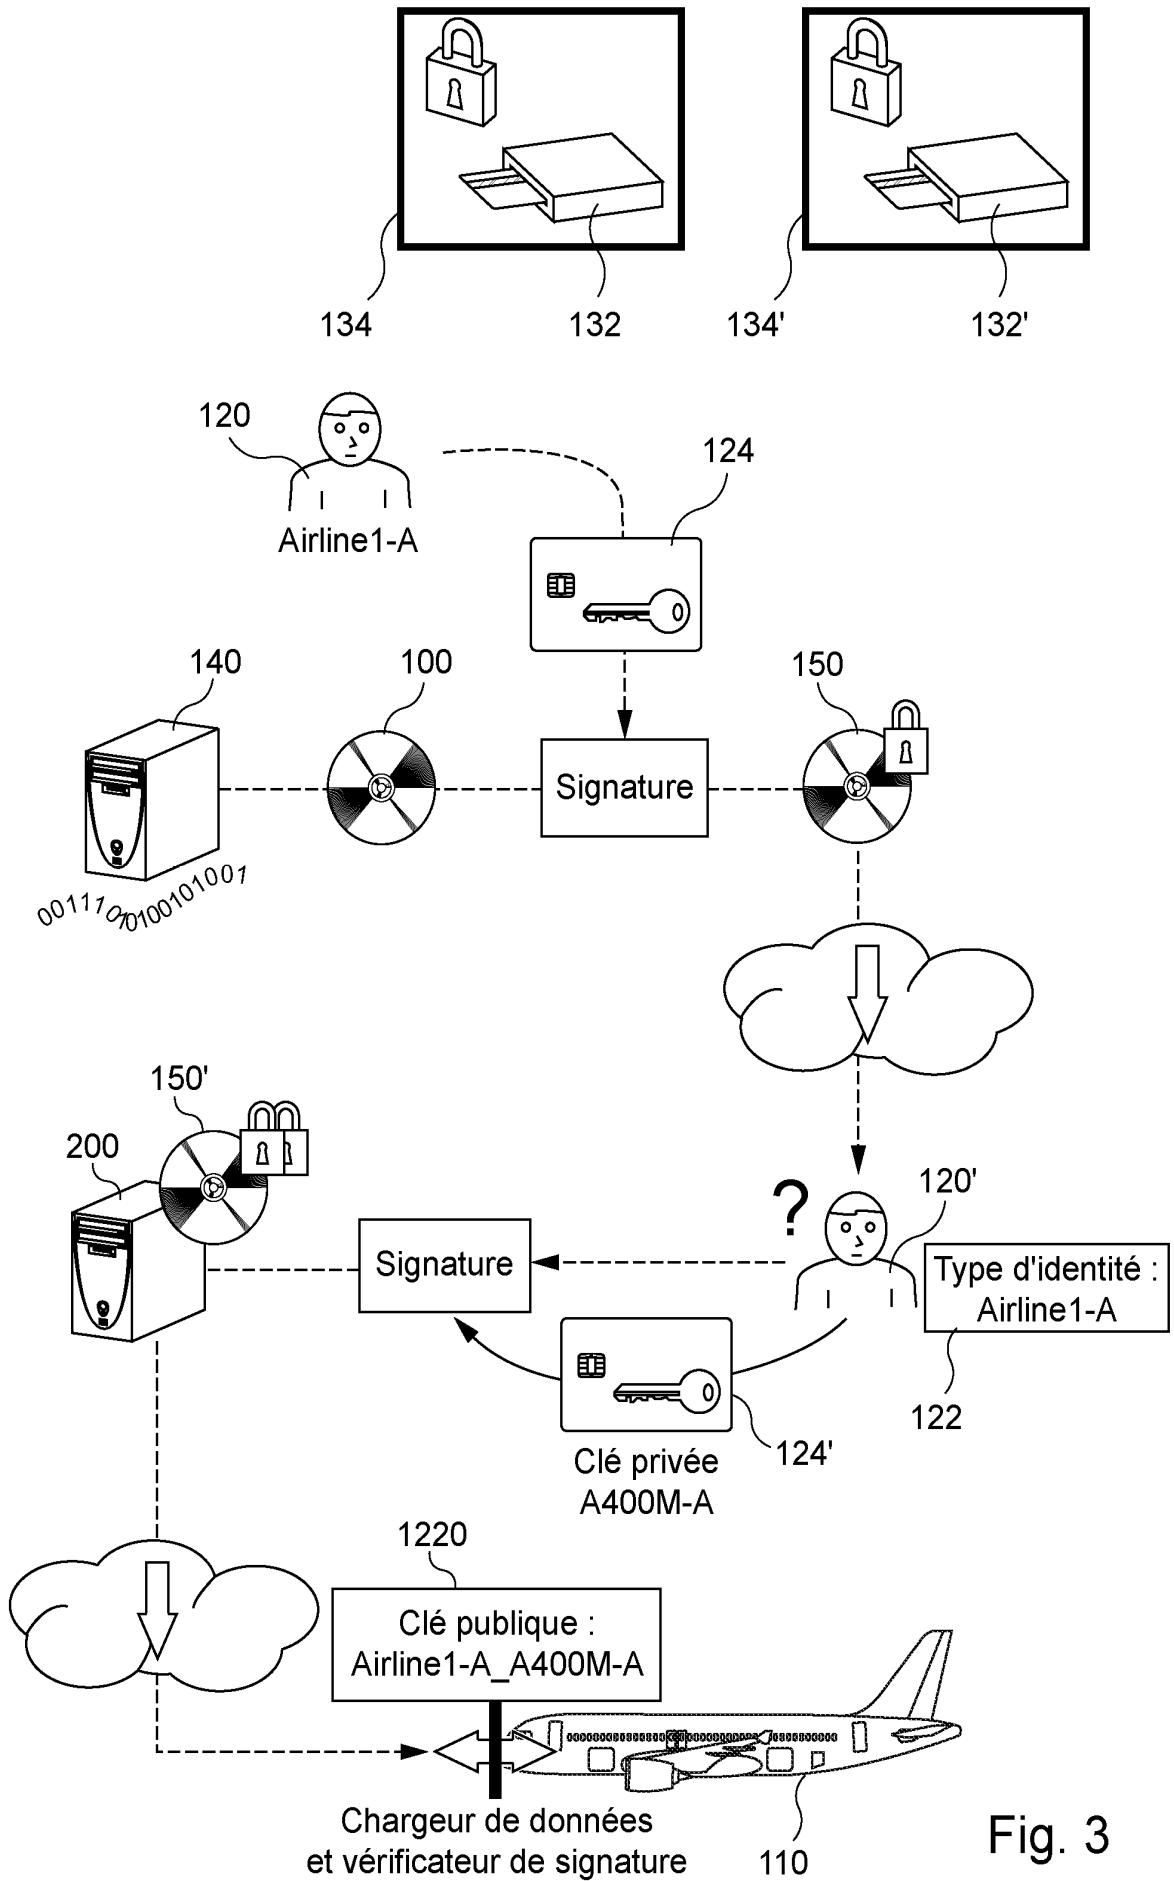 134
132
134'
132'
120
Airline1-A
124
140
100
150
Signature
001110101001010​01
150'
200
?
120'
Signature
Type d'identité :
Airline1-A
122
124'
Clé privée
A400M-A
1220
Clé publique :
Airline1-A_A400M-A
Chargeur de données
et vérificateur de signature
110
Fig. 3